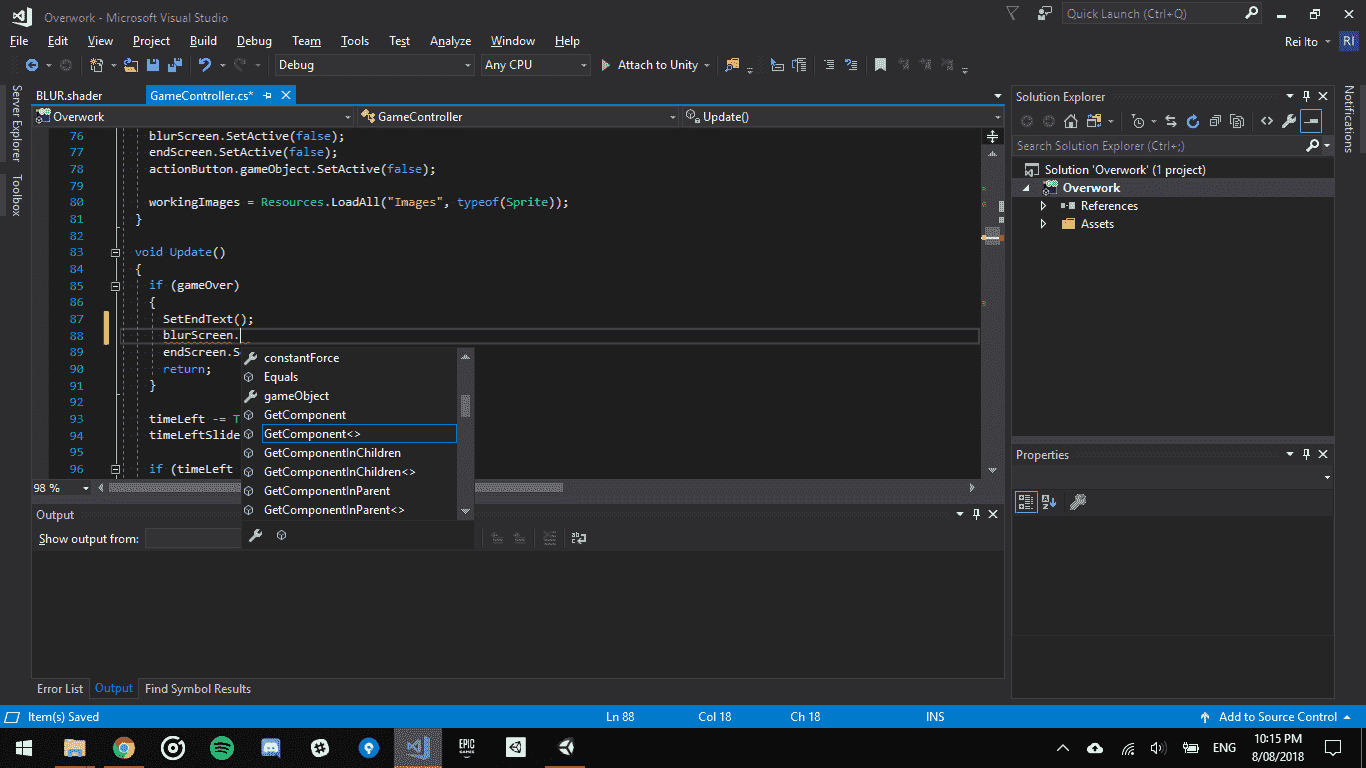 Overwork - Microsoft Visual Studio
Quick Launch (Ctrl+Q)
File Edit View Project Build Debug Team Tools Test Analyze Window Help
Rei Ito RI
Debug Any CPU Attach to Unity
Server Explorer
Toolbox
BLUR.shader GameController.cs*
Overwork GameController Update()
76 blurScreen.SetActive(false);
77 endScreen.SetActive(false);
78 actionButton.gameObject.SetActive(false);
79
80 workingImages = Resources.LoadAll("Images", typeof(Sprite));
81 }
82
83 void Update()
84 {
85 if (gameOver)
86 {
87 SetEndText();
88 blurScreen.
89 endScreen.S
90 return;
91 }
92
93 timeLeft -= T
94 timeLeftSlide
95
96 if (timeLeft
constantForce
Equals
gameObject
GetComponent
GetComponent<>
GetComponentInChildren
GetComponentInChildren<>
GetComponentInParent
GetComponentInParent<>
98 %
Output
Show output from:
Error List Output Find Symbol Results
Solution Explorer
Search Solution Explorer (Ctrl+;)
Solution 'Overwork' (1 project)
Overwork
References
Assets
Properties
Notifications
Item(s) Saved Ln 88 Col 18 Ch 18 INS Add to Source Control
EPIC
GAMES
ENG
10:15 PM
8/08/2018